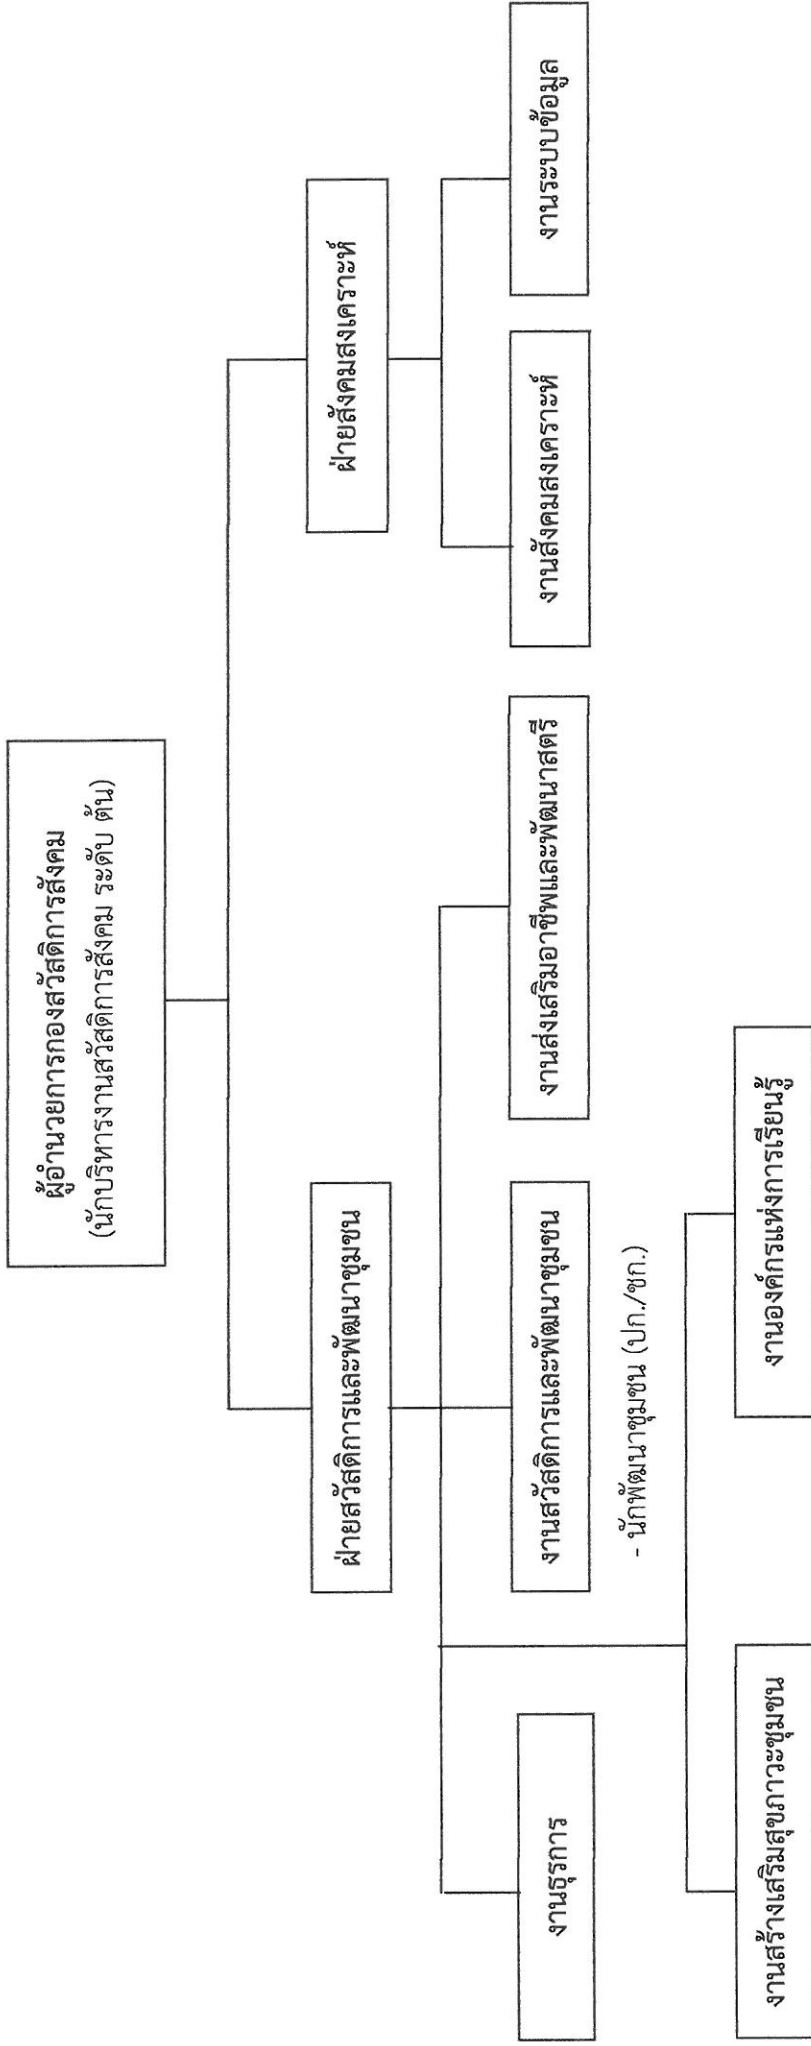 ผู้อำนวยการกองสวัสดิการสังคม
(นักบริหารงานสวัสดิการสังคม ระดับ ต้น)
ฝ่ายสวัสดิการและพัฒนาชุมชน
ฝ่ายสังคมสงเคราะห์
งานธุรการ
งานสวัสดิการและพัฒนาชุมชน
งานส่งเสริมอาชีพและพัฒนาสตรี
งานสังคมสงเคราะห์
งานระบบข้อมูล
- นักพัฒนาชุมชน (ปก./ชก.)
งานสร้างเสริมสุขภาวะชุมชน
งานองค์กรแห่งการเรียนรู้